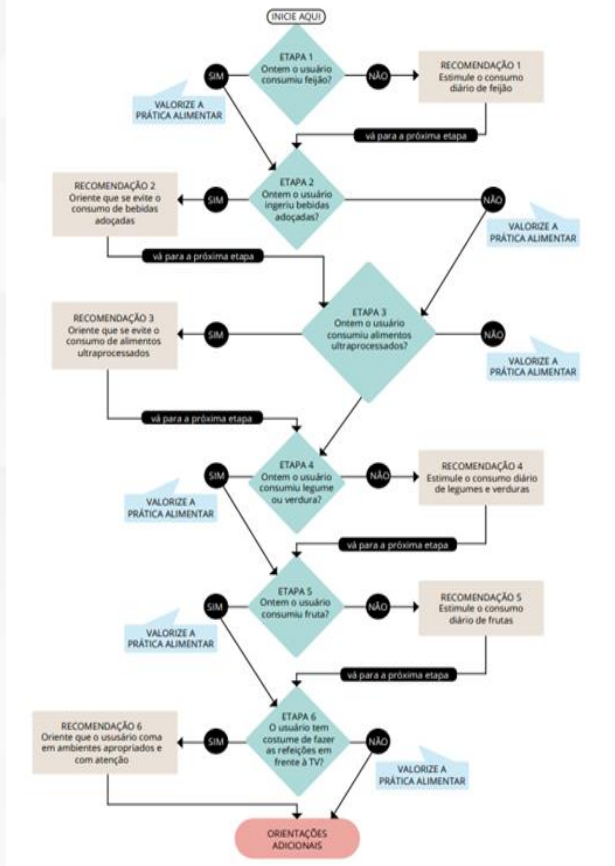 INICIE AQUI
ETAPA 1
Ontem o usuário
consumiu feijão?
SIM
NÃO
RECOMENDAÇÃO 1
Estimule o consumo
diário de feijão
VALORIZE A
PRÁTICA ALIMENTAR
vá para a próxima etapa
ETAPA 2
Ontem o usuário
ingeriu bebidas
adoçadas?
SIM
NÃO
RECOMENDAÇÃO 2
Oriente que se evite o
consumo de bebidas
adoçadas
VALORIZE A
PRÁTICA ALIMENTAR
vá para a próxima etapa
ETAPA 3
Ontem o usuário
consumiu alimentos
ultraprocessados?
SIM
NÃO
RECOMENDAÇÃO 3
Oriente que se evite o
consumo de alimentos
ultraprocessados
VALORIZE A
PRÁTICA ALIMENTAR
vá para a próxima etapa
ETAPA 4
Ontem o usuário
consumiu legume
ou verdura?
SIM
NÃO
RECOMENDAÇÃO 4
Estimule o consumo diário
de legumes e verduras
VALORIZE A
PRÁTICA ALIMENTAR
vá para a próxima etapa
ETAPA 5
Ontem o usuário
consumiu fruta?
SIM
NÃO
RECOMENDAÇÃO 5
Estimule o consumo
diário de frutas
VALORIZE A
PRÁTICA ALIMENTAR
vá para a próxima etapa
ETAPA 6
O usuário tem
costume de fazer
as refeições em
frente à TV?
SIM
NÃO
RECOMENDAÇÃO 6
Oriente que o ususário coma
em ambientes apropriados e
com atenção
VALORIZE A
PRÁTICA ALIMENTAR
ORIENTAÇÕES
ADICIONAIS